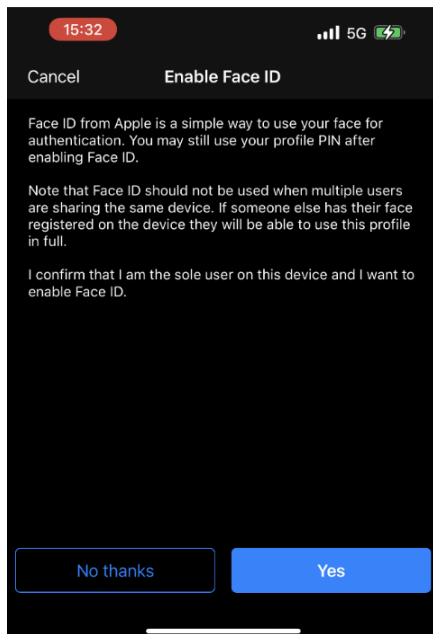 15:32
5G
Cancel
Enable Face ID
Face ID from Apple is a simple way to use your face for
authentication. You may still use your profile PIN after
enabling Face ID.
Note that Face ID should not be used when multiple users
are sharing the same device. If someone else has their face
registered on the device they will be able to use this profile
in full.
I confirm that I am the sole user on this device and I want to
enable Face ID.
No thanks
Yes